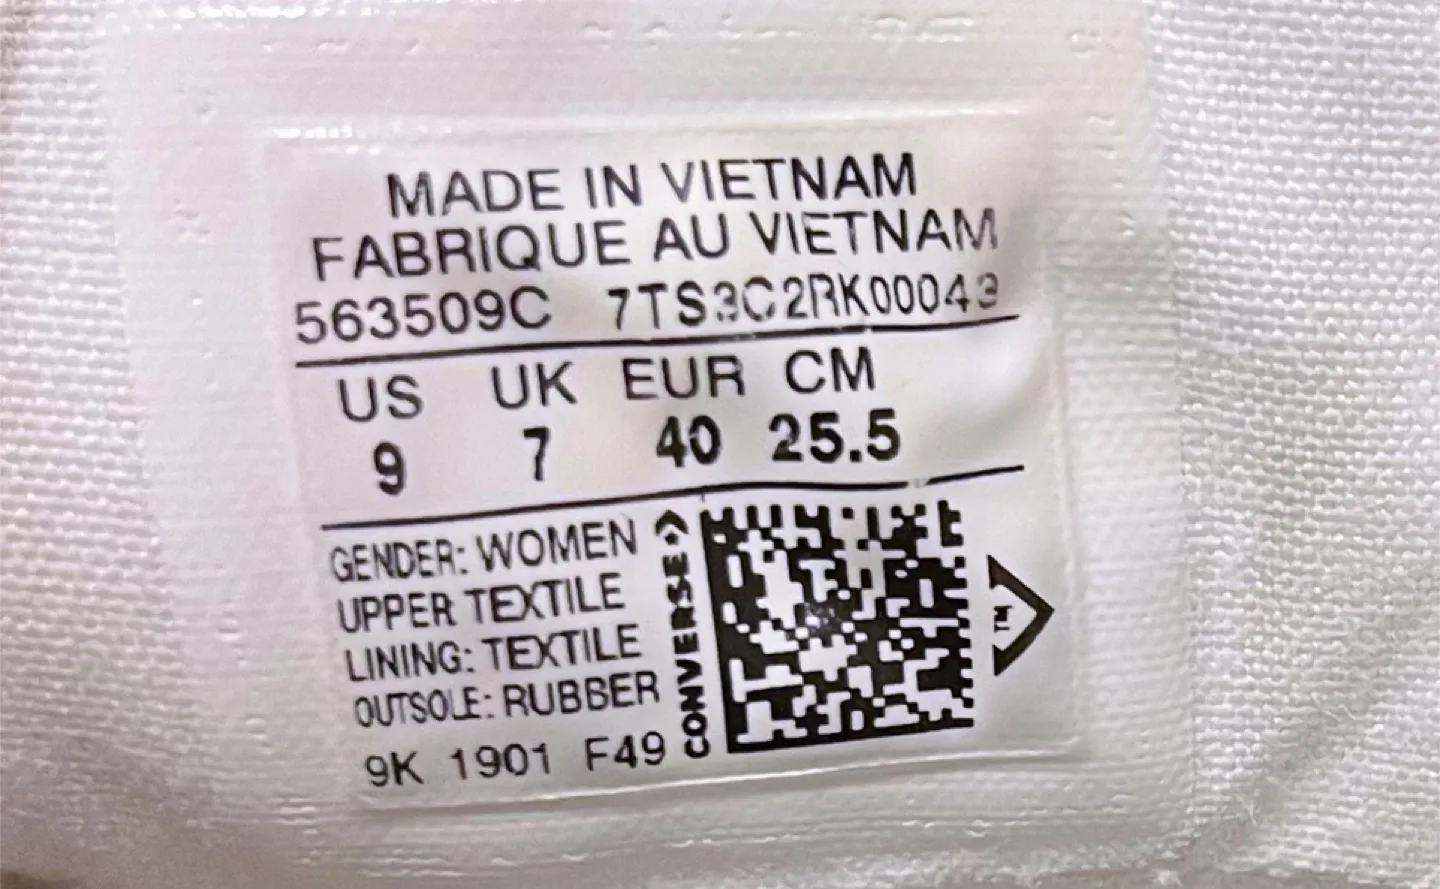 MADE IN VIETNAM
FABRIQUE AU VIETNAM
563509C 7TS3C2RK00043
US UK EUR CM
9 7 40 25.5
GENDER: WOMEN
UPPER TEXTILE
LINING: TEXTILE
OUTSOLE: RUBBER
9K 1901 F49
CONVERSE
TM